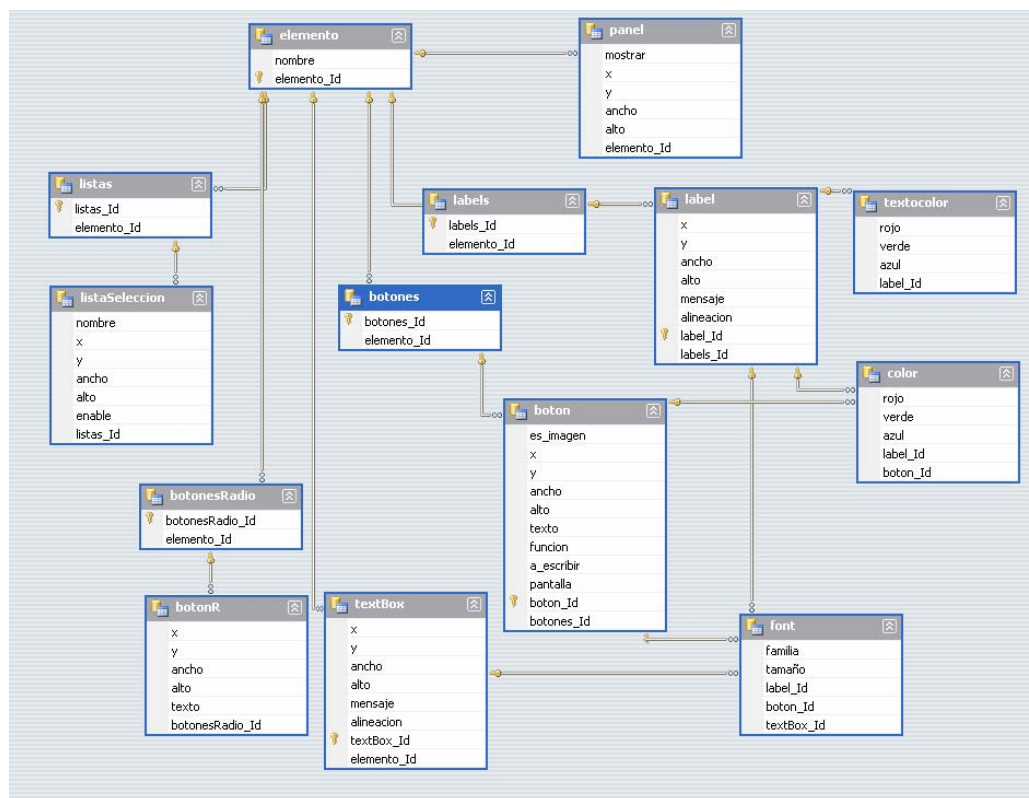 elemento
nombre
elemento_Id
panel
mostrar
x
y
ancho
alto
elemento_Id
listas
listas_Id
elemento_Id
labels
labels_Id
elemento_Id
label
x
y
ancho
alto
mensaje
alineacion
label_Id
labels_Id
textocolor
rojo
verde
azul
label_Id
listaSeleccion
nombre
x
y
ancho
alto
enable
listas_Id
botones
botones_Id
elemento_Id
color
rojo
verde
azul
label_Id
boton_Id
boton
es_imagen
x
y
ancho
alto
texto
funcion
a_escribir
pantalla
boton_Id
botones_Id
botonesRadio
botonesRadio_Id
elemento_Id
botonR
x
y
ancho
alto
texto
botonesRadio_Id
textBox
x
y
ancho
alto
mensaje
alineacion
textBox_Id
elemento_Id
font
familia
tamaño
label_Id
boton_Id
textBox_Id